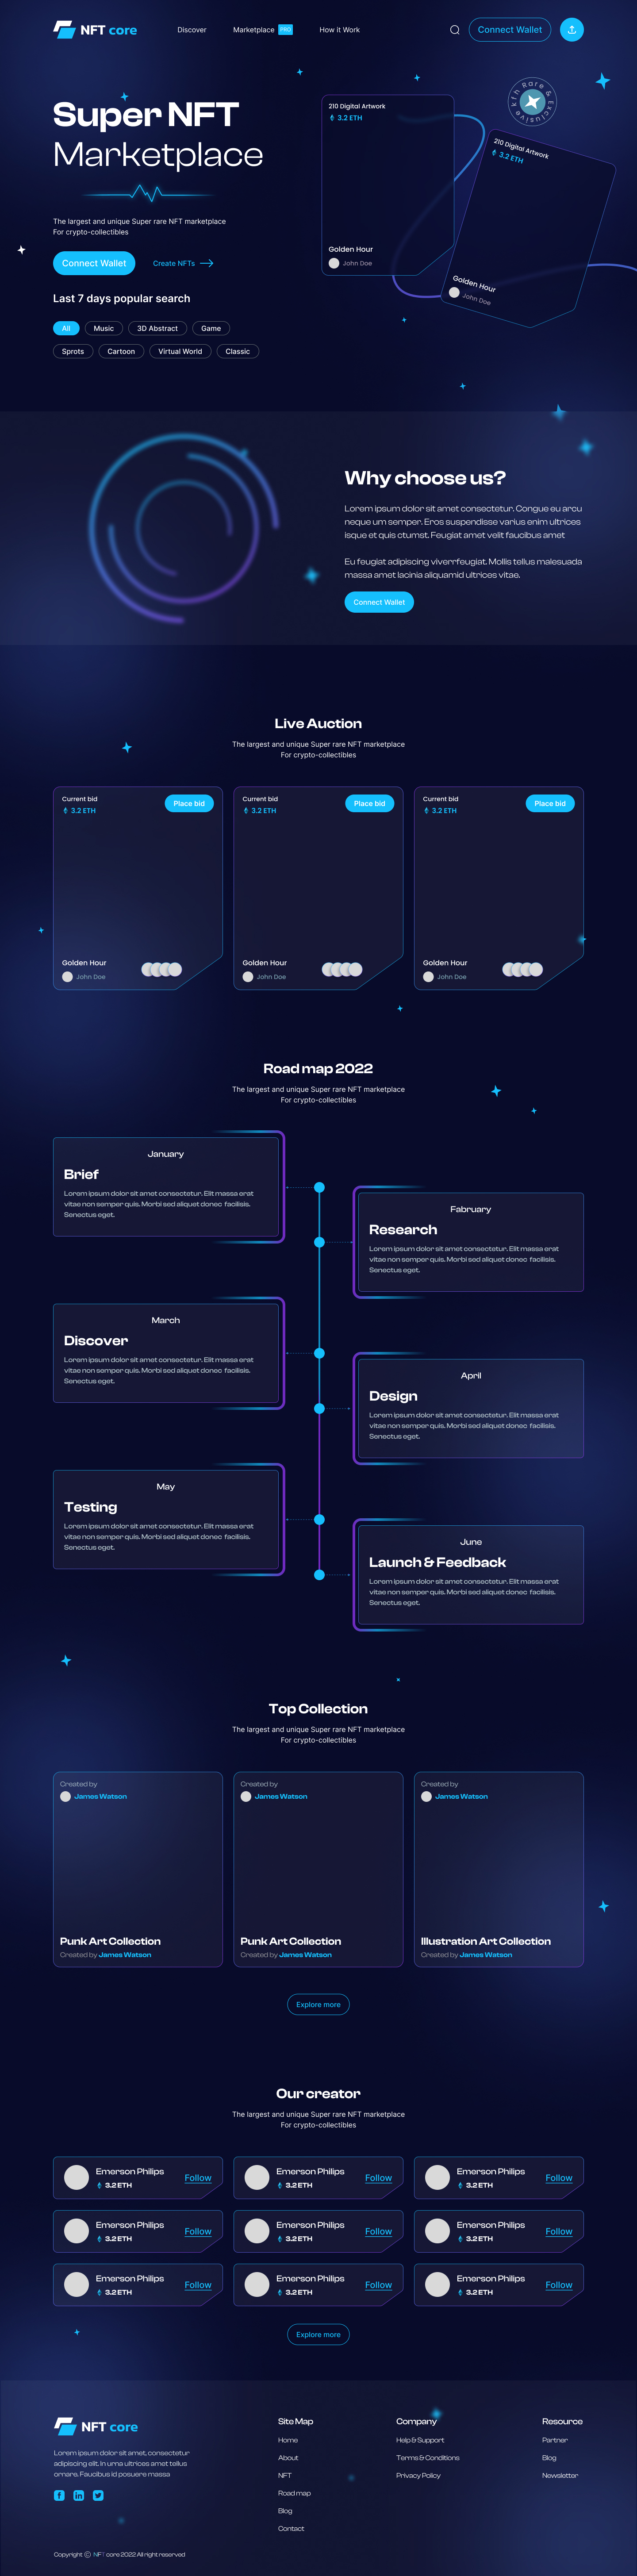 NFT core
Discover
Marketplace PRO
How it Work
Connect Wallet
Super NFT
Marketplace
The largest and unique Super rare NFT marketplace
For crypto-collectibles
Connect Wallet
Create NFTs
Last 7 days popular search
All
Music
3D Abstract
Game
Sprots
Cartoon
Virtual World
Classic
210 Digital Artwork
3.2 ETH
Golden Hour
John Doe
Rare & Exclusive
210 Digital Artwork
3.2 ETH
Golden Hour
John Doe
Why choose us?
Lorem ipsum dolor sit amet consectetur. Congue eu arcu
neque um semper. Eros suspendisse varius enim ultrices
isque et quis ctumst. Feugiat amet velit faucibus amet
Eu feugiat adipiscing viverrfeugiat. Mollis tellus malesuada
massa amet lacinia aliquamid ultrices vitae.
Connect Wallet
Live Auction
The largest and unique Super rare NFT marketplace
For crypto-collectibles
Current bid
3.2 ETH
Place bid
Golden Hour
John Doe
Current bid
3.2 ETH
Place bid
Golden Hour
John Doe
Current bid
3.2 ETH
Place bid
Golden Hour
John Doe
Road map 2022
The largest and unique Super rare NFT marketplace
For crypto-collectibles
January
Brief
Lorem ipsum dolor sit amet consectetur. Elit massa erat
vitae non semper quis. Morbi sed aliquet donec facilisis.
Senectus eget.
Fabruary
Research
Lorem ipsum dolor sit amet consectetur. Elit massa erat
vitae non semper quis. Morbi sed aliquet donec facilisis.
Senectus eget.
March
Discover
Lorem ipsum dolor sit amet consectetur. Elit massa erat
vitae non semper quis. Morbi sed aliquet donec facilisis.
Senectus eget.
April
Design
Lorem ipsum dolor sit amet consectetur. Elit massa erat
vitae non semper quis. Morbi sed aliquet donec facilisis.
Senectus eget.
May
Testing
Lorem ipsum dolor sit amet consectetur. Elit massa erat
vitae non semper quis. Morbi sed aliquet donec facilisis.
Senectus eget.
June
Launch & Feedback
Lorem ipsum dolor sit amet consectetur. Elit massa erat
vitae non semper quis. Morbi sed aliquet donec facilisis.
Senectus eget.
Top Collection
The largest and unique Super rare NFT marketplace
For crypto-collectibles
Created by
James Watson
Punk Art Collection
Created by James Watson
Created by
James Watson
Punk Art Collection
Created by James Watson
Created by
James Watson
Illustration Art Collection
Created by James Watson
Explore more
Our creator
The largest and unique Super rare NFT marketplace
For crypto-collectibles
Emerson Philips
3.2 ETH
Follow
Emerson Philips
3.2 ETH
Follow
Emerson Philips
3.2 ETH
Follow
Emerson Philips
3.2 ETH
Follow
Emerson Philips
3.2 ETH
Follow
Emerson Philips
3.2 ETH
Follow
Emerson Philips
3.2 ETH
Follow
Emerson Philips
3.2 ETH
Follow
Emerson Philips
3.2 ETH
Follow
Explore more
NFT core
Lorem ipsum dolor sit amet, consectetur
adipiscing elit. In urna ultrices amet tellus
ornare. Faucibus id posuere massa
Copyright © NFT core 2022 All right reserved
Site Map
Home
About
NFT
Road map
Blog
Contact
Company
Help & Support
Terms & Conditions
Privacy Policy
Resource
Partner
Blog
Newsletter